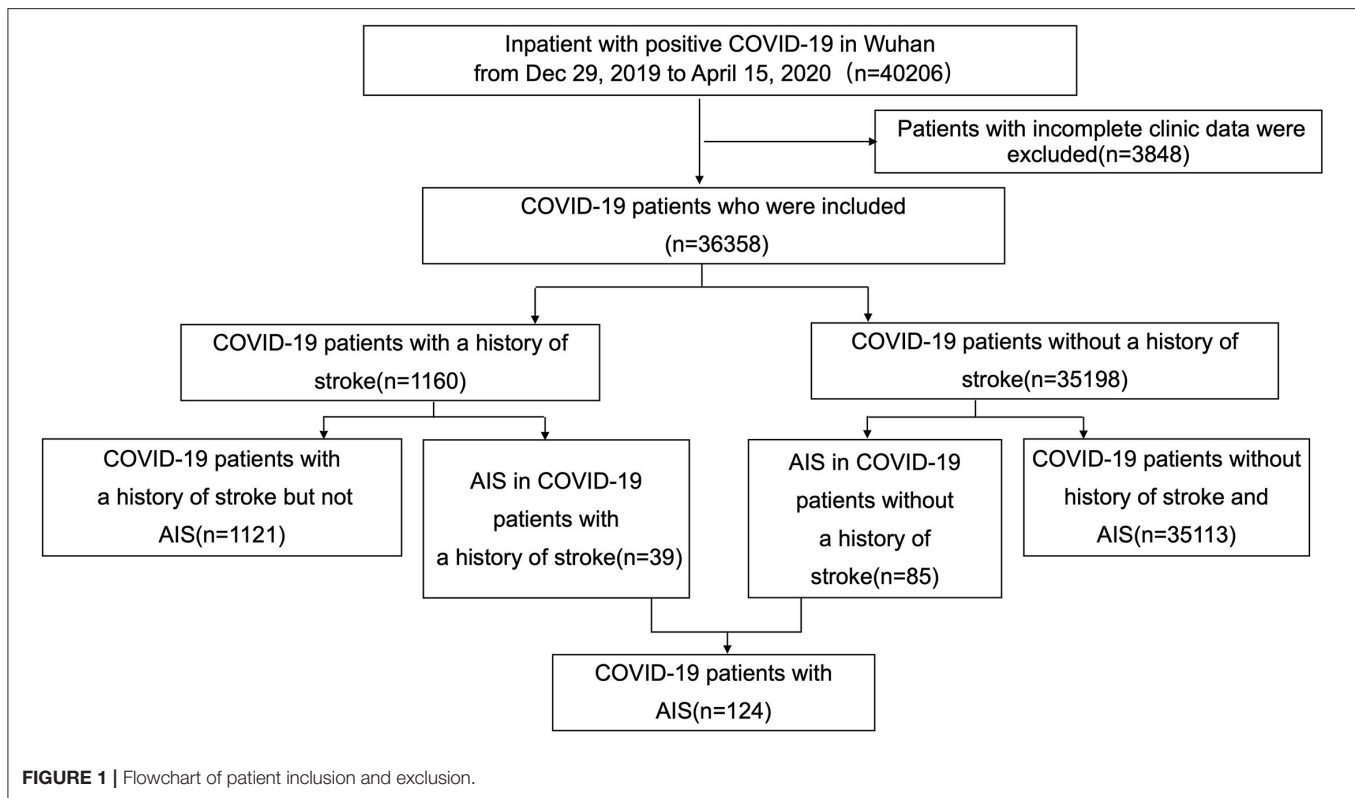 Inpatient with positive COVID-19 in Wuhan
from Dec 29, 2019 to April 15, 2020（n=40206)
Patients with incomplete clinic data were
excluded(n=3848)
COVID-19 patients who were included
(n=36358)
COVID-19 patients with a history of
stroke(n=1160)
COVID-19 patients without a history of
stroke(n=35198)
COVID-19 patients with
a history of stroke but not
AIS(n=1121)
AIS in COVID-19
patients with
a history of stroke(n=39)
AIS in COVID-19
patients without
a history of
stroke(n=85)
COVID-19 patients without
history of stroke and
AIS(n=35113)
COVID-19 patients with
AIS(n=124)
FIGURE 1 | Flowchart of patient inclusion and exclusion.